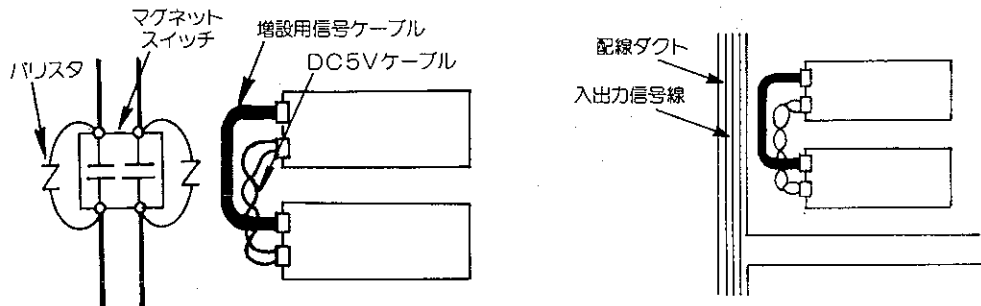 マグネット
スイッチ
バリスタ
増設用信号ケーブル
DC5Vケーブル
配線ダクト
入出力信号線